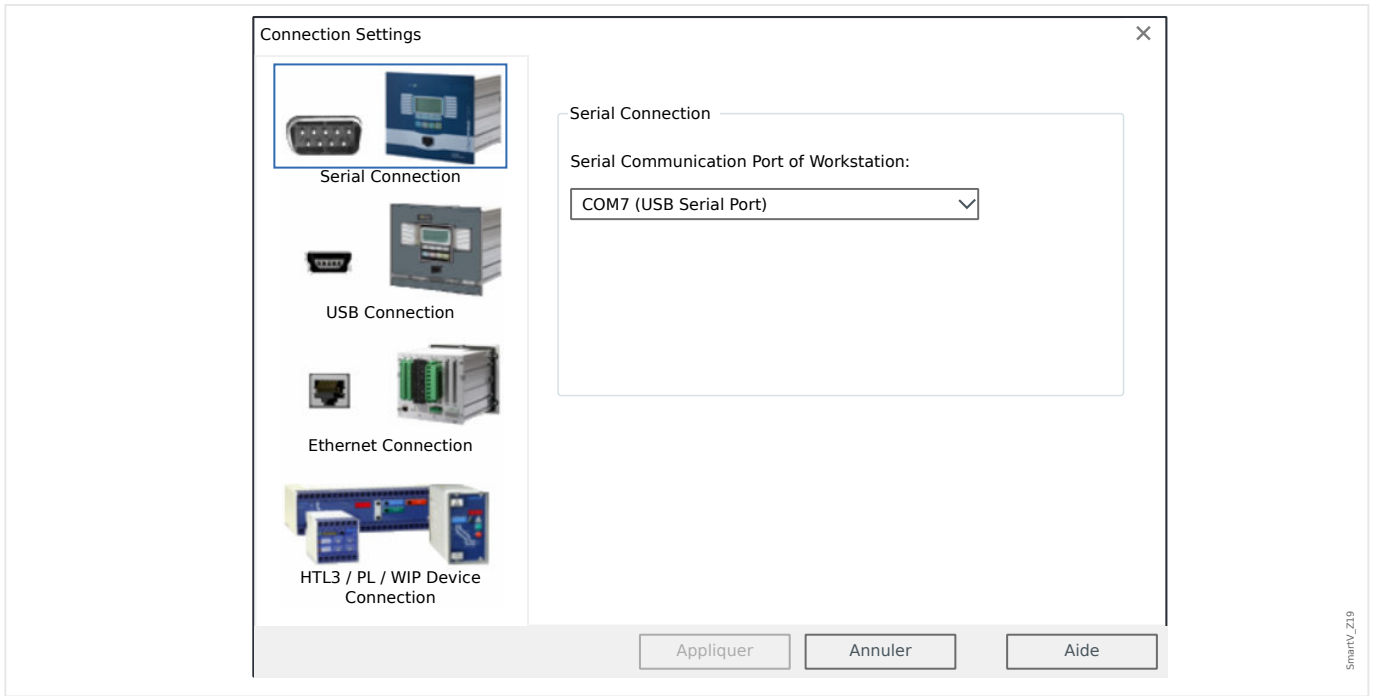 Connection Settings
Serial Connection
USB Connection
Ethernet Connection
HTL3 / PL / WIP Device
Connection
Serial Connection
Serial Communication Port of Workstation:
COM7 (USB Serial Port)
Appliquer
Annuler
Aide
SmartV_Z19